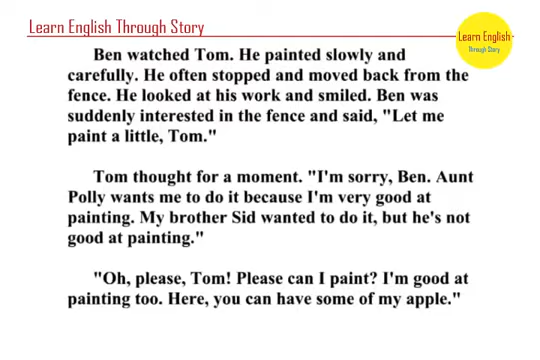 Learn English Through Story
Learn English
Through Story
Ben watched Tom. He painted slowly and
carefully. He often stopped and moved back from the
fence. He looked at his work and smiled. Ben was
suddenly interested in the fence and said, "Let me
paint a little, Tom."
Tom thought for a moment. "I'm sorry, Ben. Aunt
Polly wants me to do it because I'm very good at
painting. My brother Sid wanted to do it, but he's not
good at painting."
"Oh, please, Tom! Please can I paint? I'm good at
painting too. Here, you can have some of my apple."